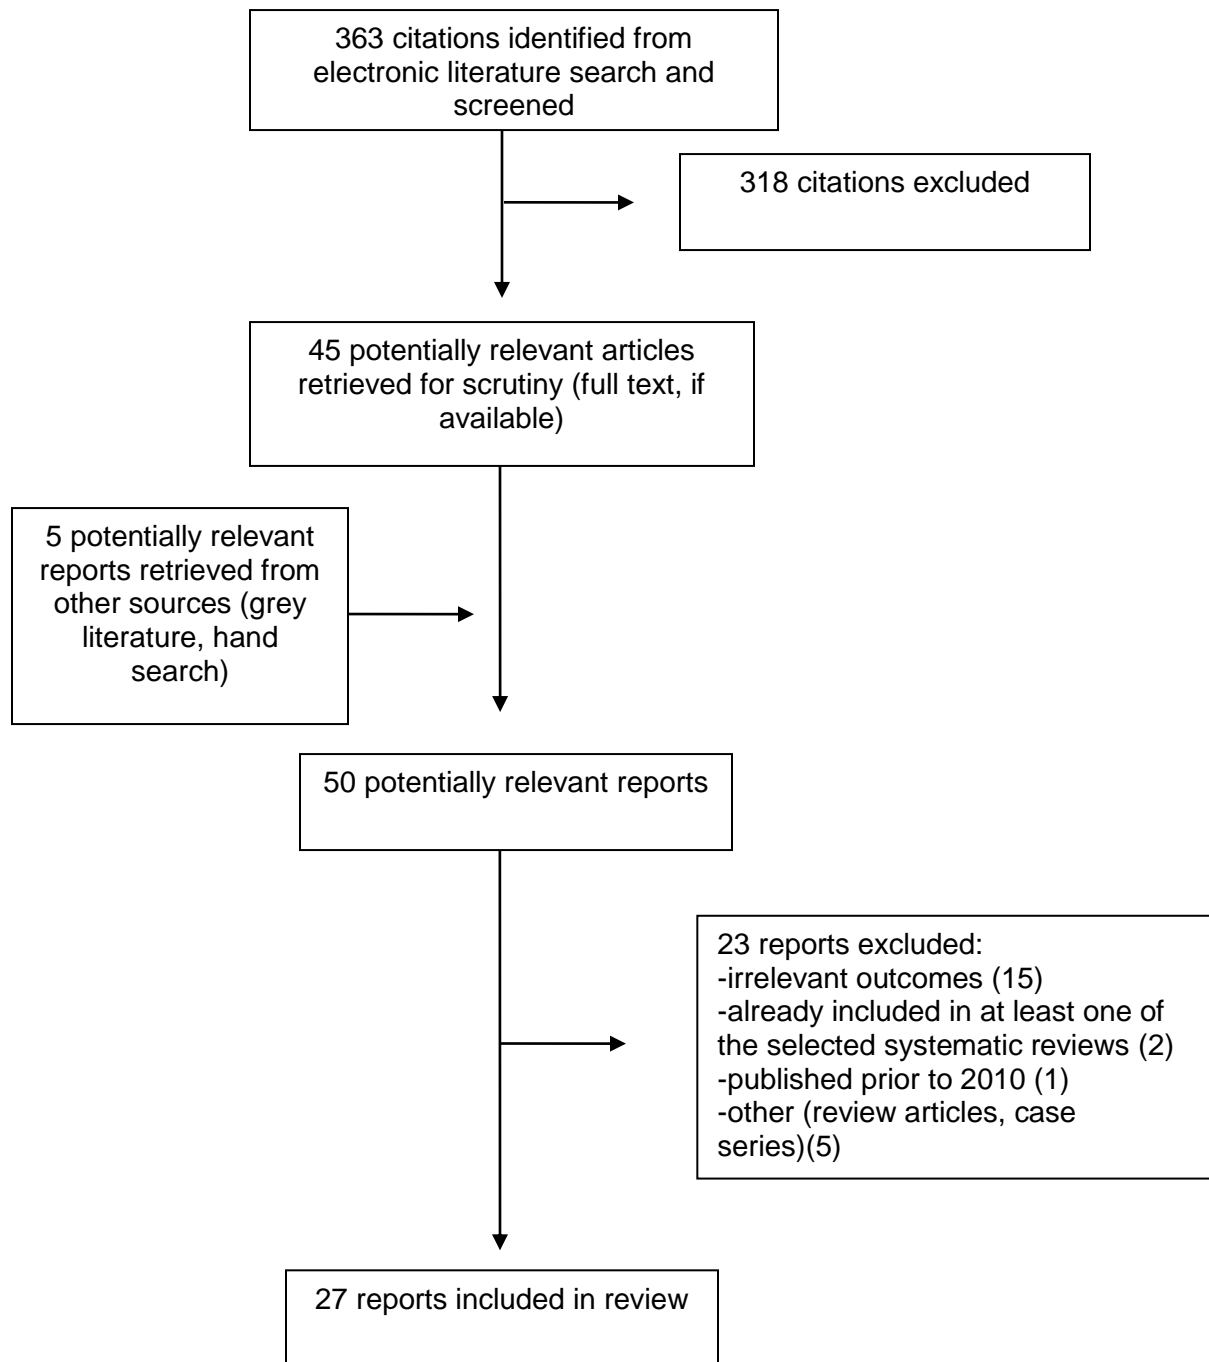 363 citations identified from
electronic literature search and
screened
318 citations excluded
45 potentially relevant articles
retrieved for scrutiny (full text, if
available)
5 potentially relevant
reports retrieved from
other sources (grey
literature, hand
search)
50 potentially relevant reports
23 reports excluded:
-irrelevant outcomes (15)
-already included in at least one of
the selected systematic reviews (2)
-published prior to 2010 (1)
-other (review articles, case
series)(5)
27 reports included in review